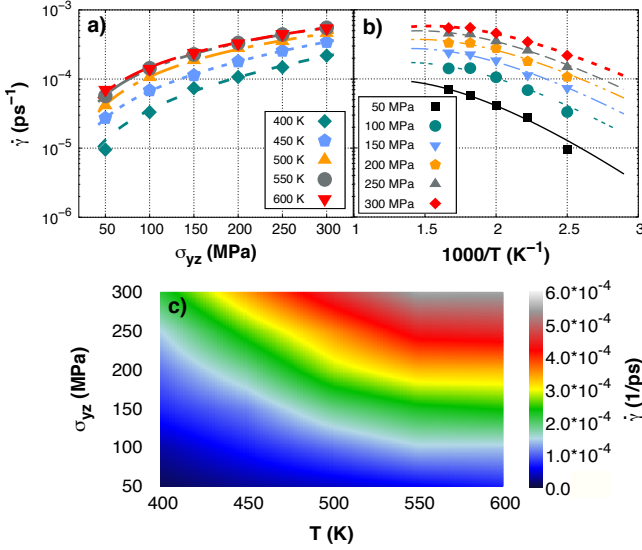 a)
γ̇ (ps⁻¹)
10⁻³
10⁻⁴
10⁻⁵
10⁻⁶
400 K
450 K
500 K
550 K
600 K
50 100 150 200 250 300
σyz (MPa)
b)
50 MPa
100 MPa
150 MPa
200 MPa
250 MPa
300 MPa
1 1.5 2 2.5 3
1000/T (K⁻¹)
c)
σyz (MPa)
300
250
200
150
100
50
400 450 500 550 600
T (K)
6.0*10⁻⁴
5.0*10⁻⁴
4.0*10⁻⁴
3.0*10⁻⁴
2.0*10⁻⁴
1.0*10⁻⁴
0.0
γ̇ (1/ps)